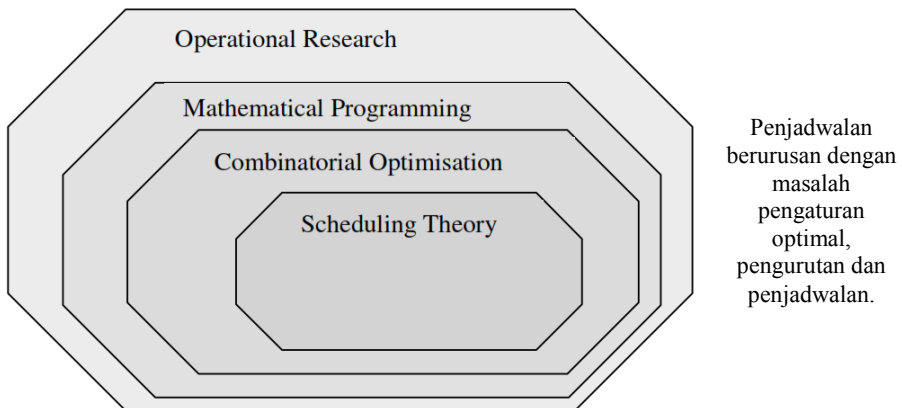 Operational Research
Mathematical Programming
Combinatorial Optimisation
Scheduling Theory
Penjadwalan
berurusan dengan
masalah
pengaturan
optimal,
pengurutan dan
penjadwalan.